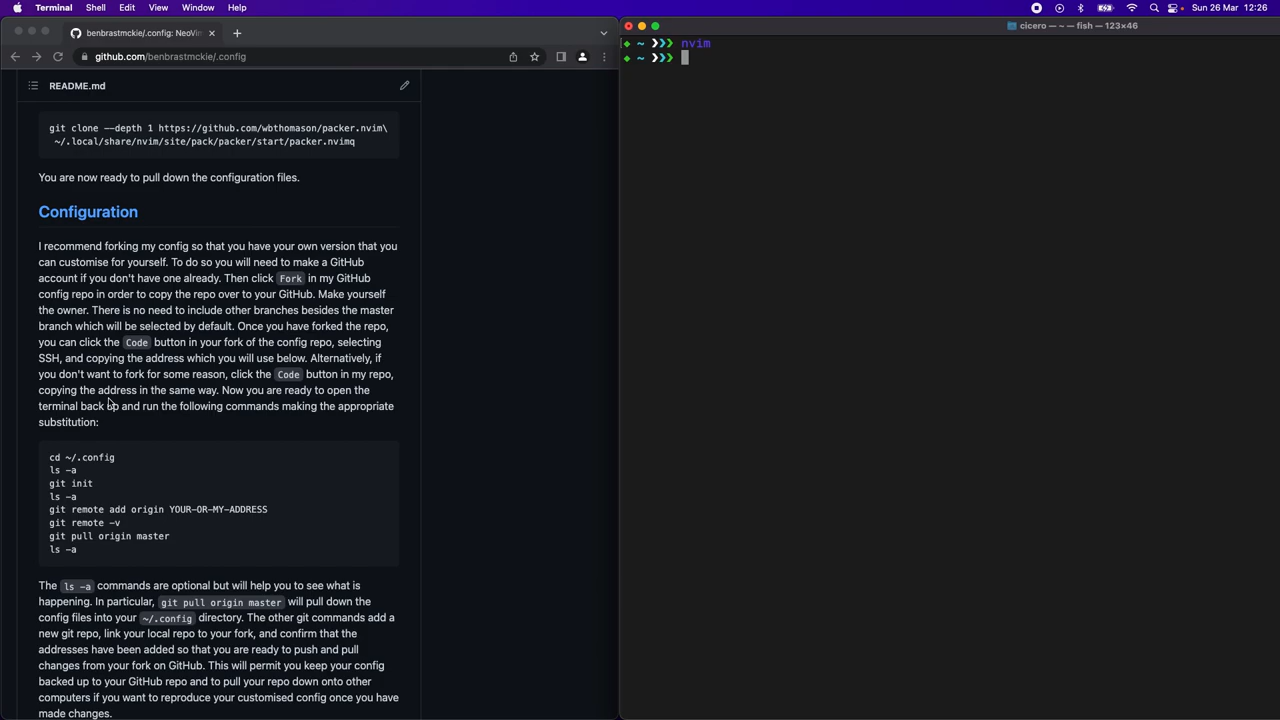 Terminal Shell Edit View Window Help Sun 26 Mar 12:26
benbrastmckie/.config: NeoVim
github.com/benbrastmckie/.config
README.md
git clone --depth 1 https://github.com/wbthomason/packer.nvim\
~/.local/share/nvim/site/pack/packer/start/packer.nvimq
You are now ready to pull down the configuration files.
Configuration
I recommend forking my config so that you have your own version that you
can customise for yourself. To do so you will need to make a GitHub
account if you don't have one already. Then click Fork in my GitHub
config repo in order to copy the repo over to your GitHub. Make yourself
the owner. There is no need to include other branches besides the master
branch which will be selected by default. Once you have forked the repo,
you can click the Code button in your fork of the config repo, selecting
SSH, and copying the address which you will use below. Alternatively, if
you don't want to fork for some reason, click the Code button in my repo,
copying the address in the same way. Now you are ready to open the
terminal back up and run the following commands making the appropriate
substitution:
cd ~/.config
ls -a
git init
ls -a
git remote add origin YOUR-OR-MY-ADDRESS
git remote -v
git pull origin master
ls -a
The ls -a commands are optional but will help you to see what is
happening. In particular, git pull origin master will pull down the
config files into your ~/.config directory. The other git commands add a
new git repo, link your local repo to your fork, and confirm that the
addresses have been added so that you are ready to push and pull
changes from your fork on GitHub. This will permit you keep your config
backed up to your GitHub repo and to pull your repo down onto other
computers if you want to reproduce your customised config once you have
made changes.
cicero — ~ — fish — 123×46
◆ ~ ❯❯❯ nvim
◆ ~ ❯❯❯